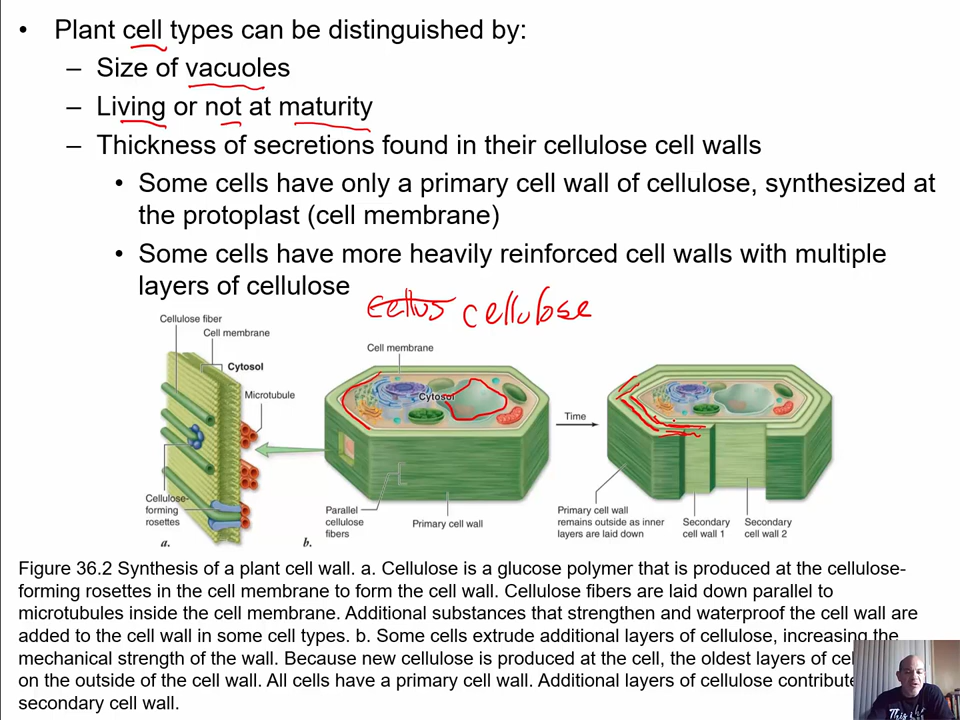 • Plant cell types can be distinguished by:
– Size of vacuoles
– Living or not at maturity
– Thickness of secretions found in their cellulose cell walls
• Some cells have only a primary cell wall of cellulose, synthesized at
the protoplast (cell membrane)
• Some cells have more heavily reinforced cell walls with multiple
layers of cellulose
cellulose
Cellulose fiber
Cell membrane
Cytosol
Microtubule
Cellulose-
forming
rosettes
a.
Cell membrane
Cytosol
Parallel
cellulose
fibers
Primary cell wall
b.
Time
Primary cell wall
remains outside as inner
layers are laid down
Secondary
cell wall 1
Secondary
cell wall 2
Figure 36.2 Synthesis of a plant cell wall. a. Cellulose is a glucose polymer that is produced at the cellulose-
forming rosettes in the cell membrane to form the cell wall. Cellulose fibers are laid down parallel to
microtubules inside the cell membrane. Additional substances that strengthen and waterproof the cell wall are
added to the cell wall in some cell types. b. Some cells extrude additional layers of cellulose, increasing the
mechanical strength of the wall. Because new cellulose is produced at the cell, the oldest layers of
on the outside of the cell wall. All cells have a primary cell wall. Additional layers of cellulose contribute
secondary cell wall.